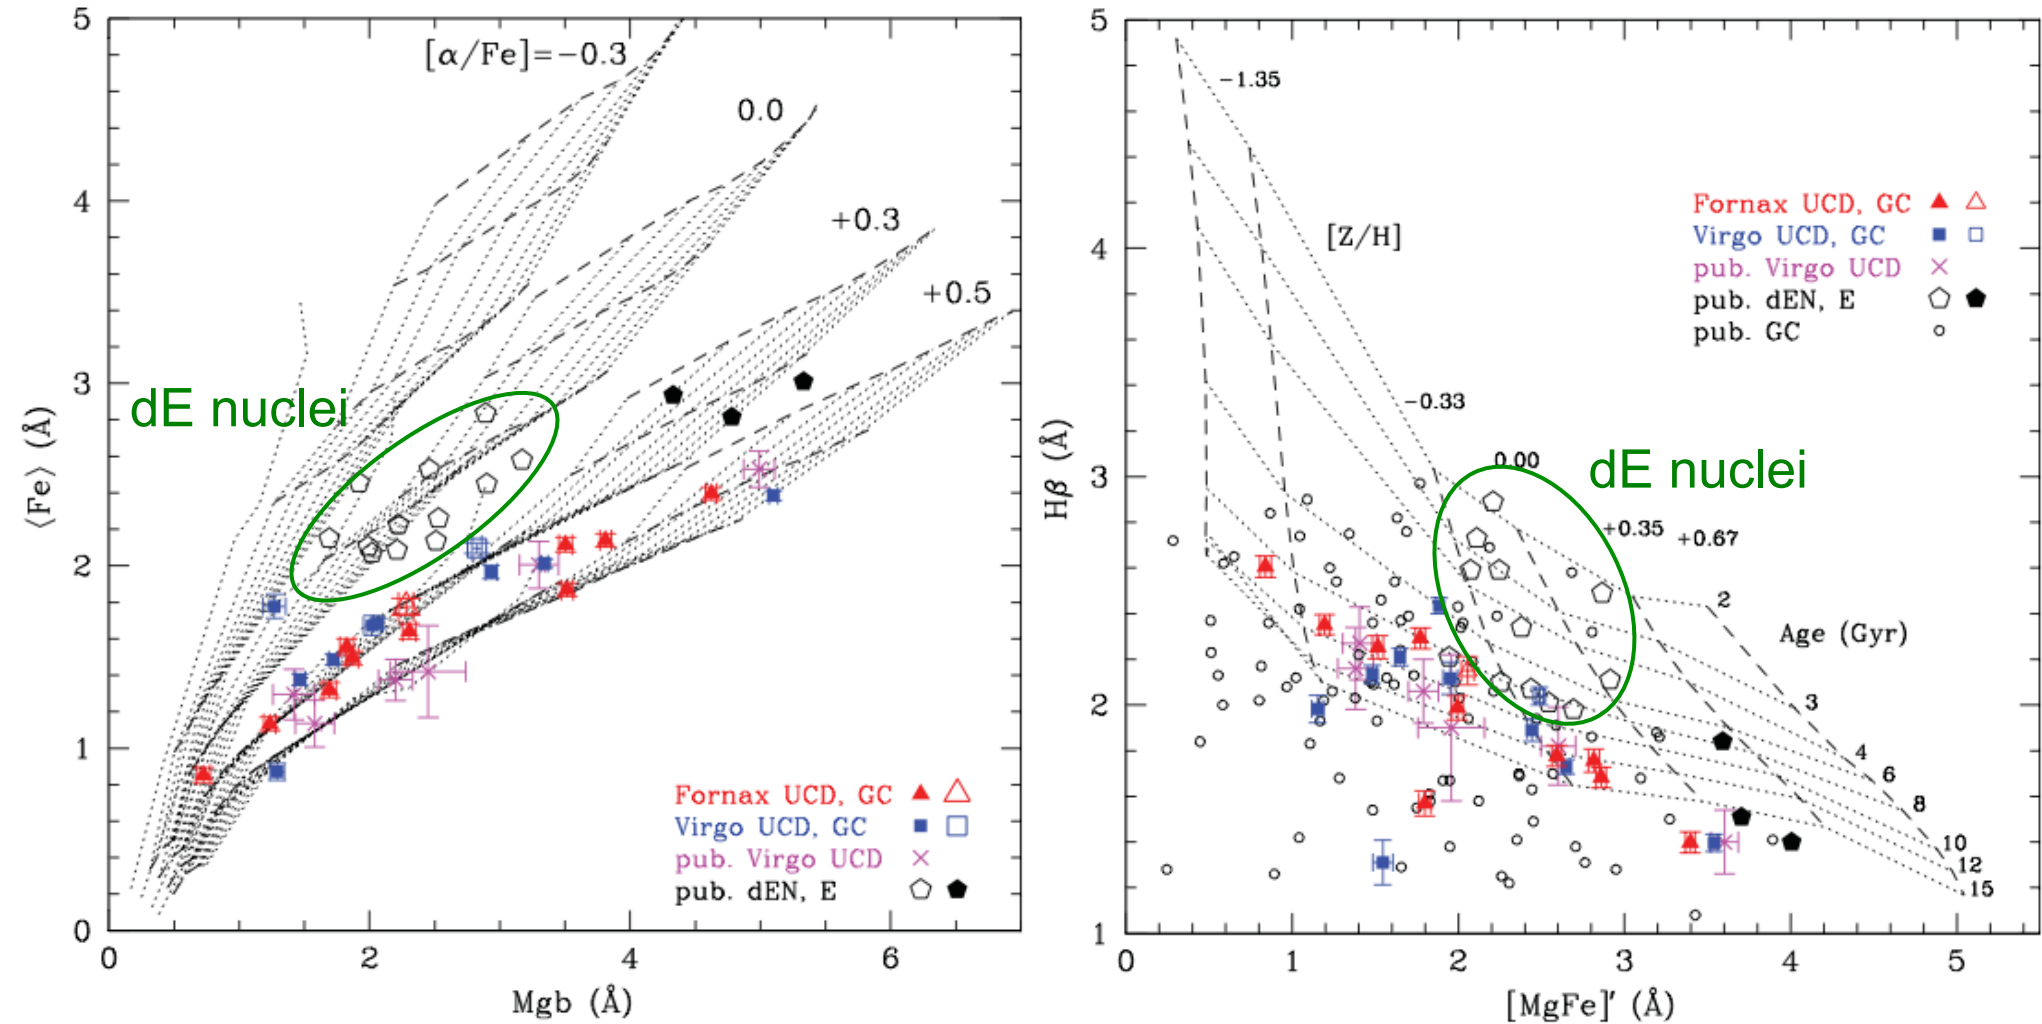 [α/Fe]=−0.3
0.0
+0.3
+0.5
dE nuclei
Fornax UCD, GC
Virgo UCD, GC
pub. Virgo UCD
pub. dEN, E
5
4
3
2
1
0
⟨Fe⟩ (Å)
0 2 4 6
Mgb (Å)
−1.35
[Z/H]
−0.33
0.00
dE nuclei
+0.35
+0.67
Fornax UCD, GC
Virgo UCD, GC
pub. Virgo UCD
pub. dEN, E
pub. GC
Age (Gyr)
2
3
4
6
8
10
12
15
5
4
3
2
1
Hβ (Å)
0 1 2 3 4 5
[MgFe]′ (Å)